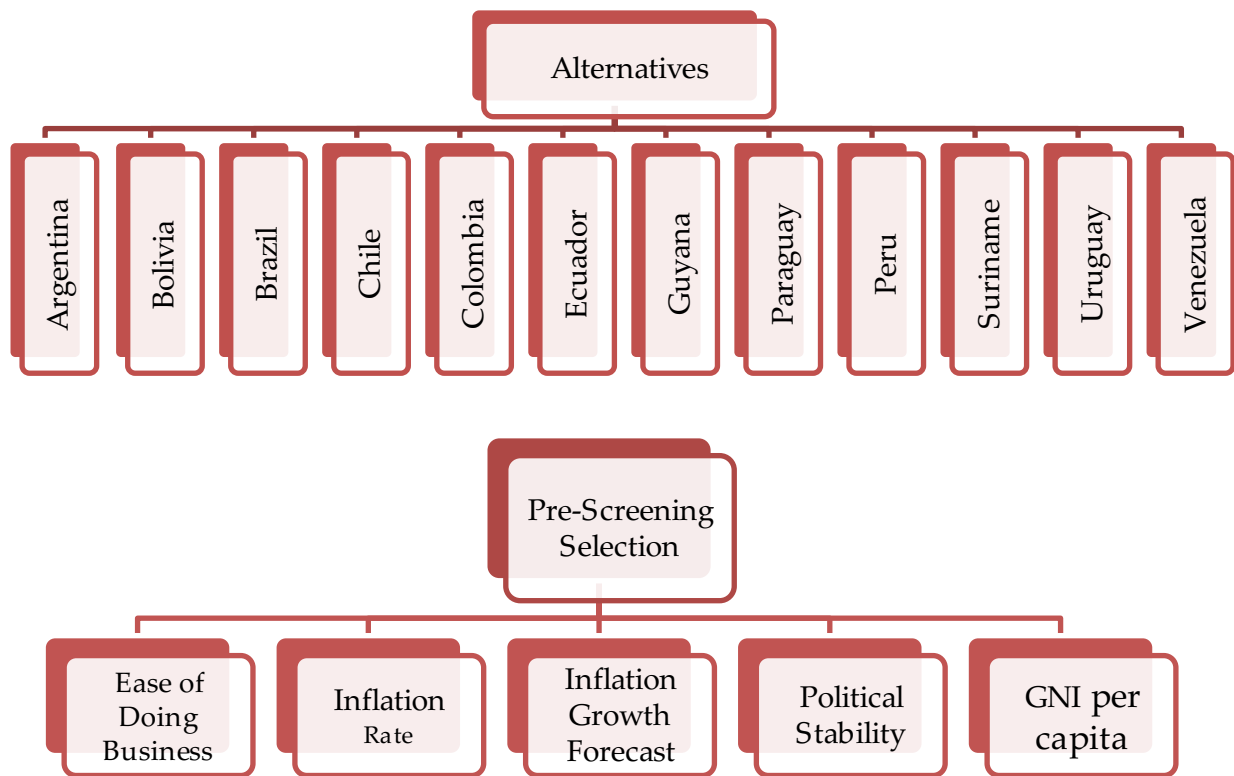 Alternatives
Argentina
Bolivia
Brazil
Chile
Colombia
Ecuador
Guyana
Paraguay
Peru
Suriname
Uruguay
Venezuela
Pre-Screening
Selection
Ease of
Doing
Business
Inflation
Rate
Inflation
Growth
Forecast
Political
Stability
GNI per
capita